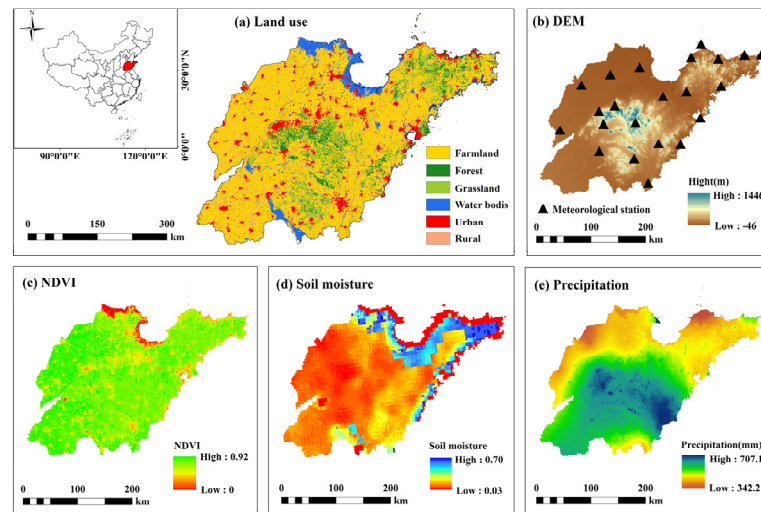 (a) Land use
N
30°0'0"N
0°0'0"
90°0'0"E
120°0'0"E
0
150
300
km
Farmland
Forest
Grassland
Water bodis
Urban
Rural
(b) DEM
Hight(m)
High : 1446
Low : -46
Meteorological station
0
100
200
km
(c) NDVI
NDVI
High : 0.92
Low : 0
0
100
200
km
(d) Soil moisture
Soil moisture
High : 0.70
Low : 0.03
0
100
200
km
(e) Precipitation
Precipitation(mm)
High : 707.1
Low : 342.2
0
100
200
km